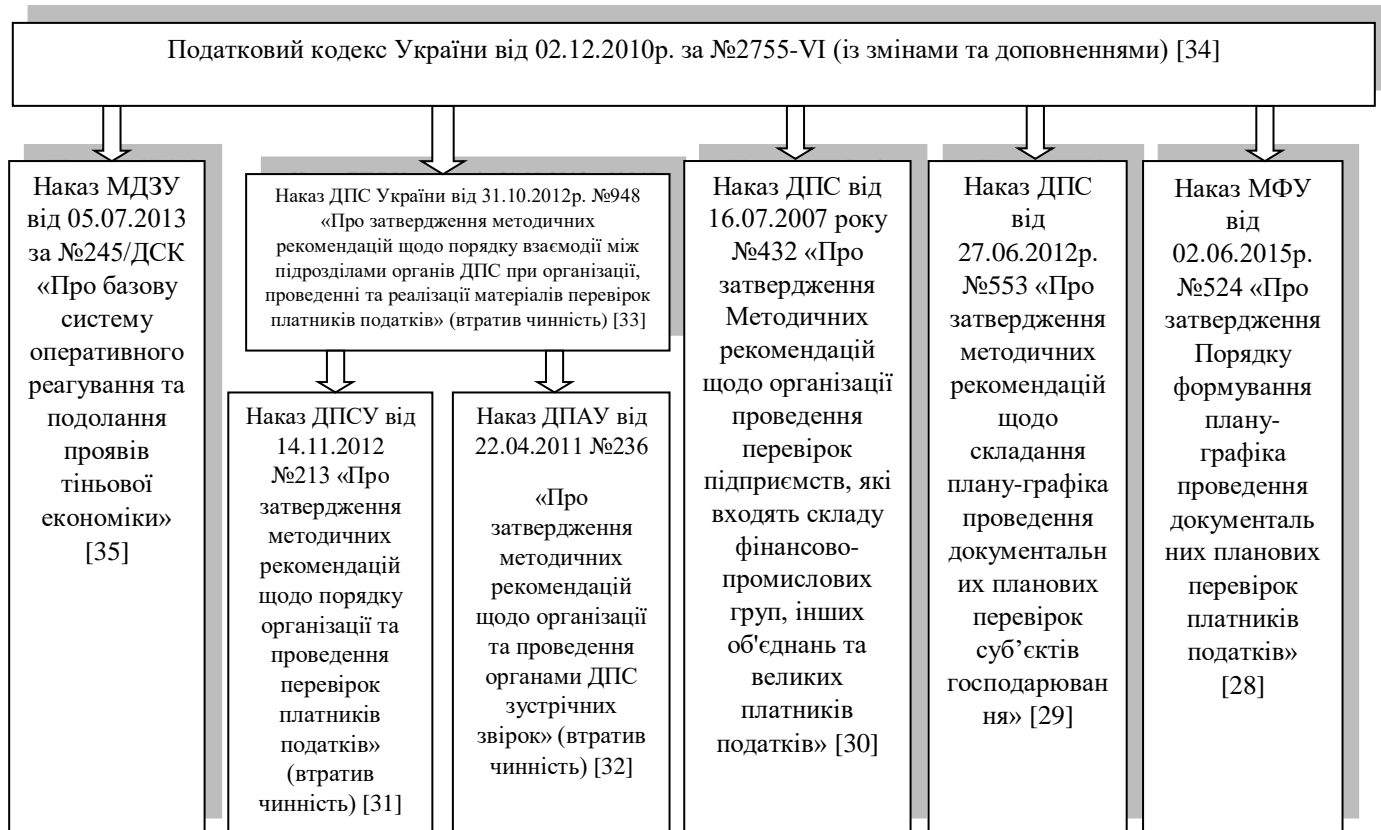 Податковий кодекс України від 02.12.2010р. за №2755-VI (із змінами та доповненнями) [34]
Наказ МДЗУ
від 05.07.2013
за №245/ДСК
«Про базову
систему
оперативного
реагування та
подолання
проявів
тіньової
економіки»
[35]
Наказ ДПС України від 31.10.2012р. №948
«Про затвердження методичних
рекомендацій щодо порядку взаємодії між
підрозділами органів ДПС при організації,
проведенні та реалізації матеріалів перевірок
платників податків» (втратив чинність) [33]
Наказ ДПСУ від
14.11.2012
№213 «Про
затвердження
методичних
рекомендацій
щодо порядку
організації та
проведення
перевірок
платників
податків»
(втратив
чинність) [31]
Наказ ДПАУ від
22.04.2011 №236
«Про
затвердження
методичних
рекомендацій
щодо організації
та проведення
органами ДПС
зустрічних
звірок» (втратив
чинність) [32]
Наказ ДПС від
16.07.2007 року
№432 «Про
затвердження
Методичних
рекомендацій
щодо організації
проведення
перевірок
підприємств, які
входять складу
фінансово-
промислових
груп, інших
об'єднань та
великих
платників
податків» [30]
Наказ ДПС
від
27.06.2012р.
№553 «Про
затвердження
методичних
рекомендацій
щодо
складання
плану-графіка
проведення
документальн
их планових
перевірок
суб’єктів
господарюван
ня» [29]
Наказ МФУ
від
02.06.2015р.
№524 «Про
затвердження
Порядку
формування
плану-
графіка
проведення
документаль
них планових
перевірок
платників
податків»
[28]